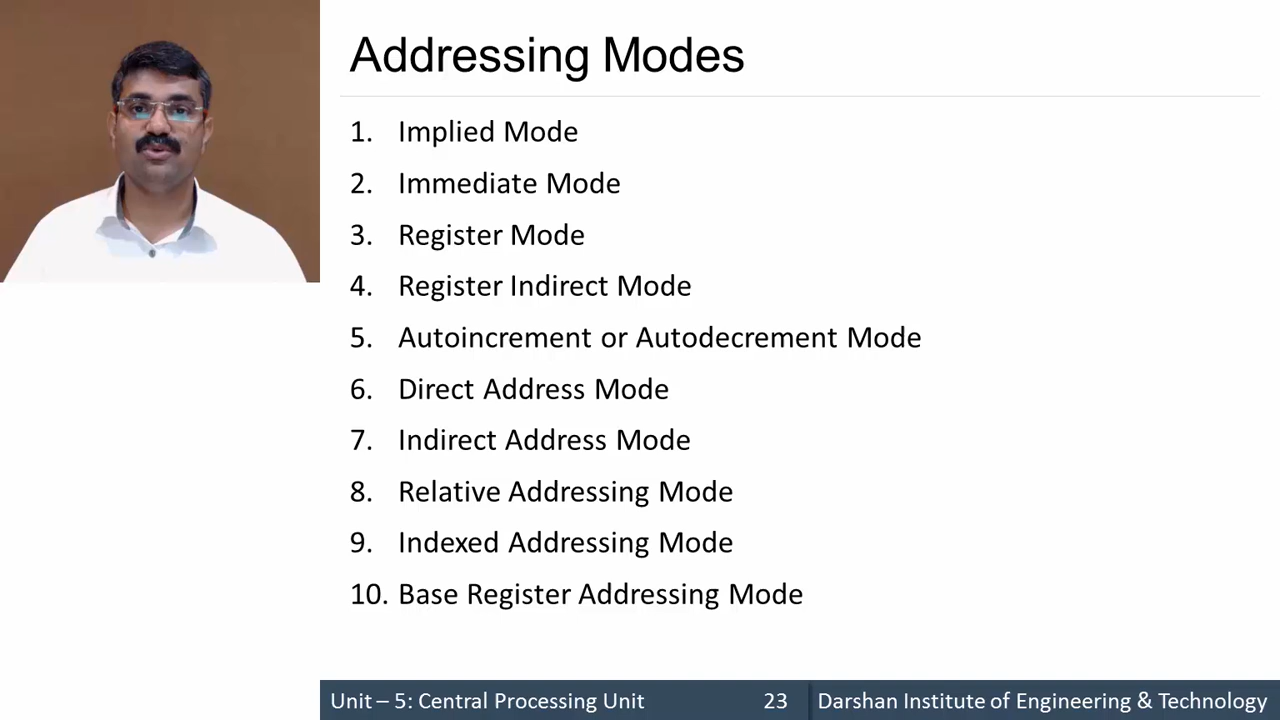 Addressing Modes
1. Implied Mode
2. Immediate Mode
3. Register Mode
4. Register Indirect Mode
5. Autoincrement or Autodecrement Mode
6. Direct Address Mode
7. Indirect Address Mode
8. Relative Addressing Mode
9. Indexed Addressing Mode
10. Base Register Addressing Mode
Unit – 5: Central Processing Unit 23 Darshan Institute of Engineering & Technology